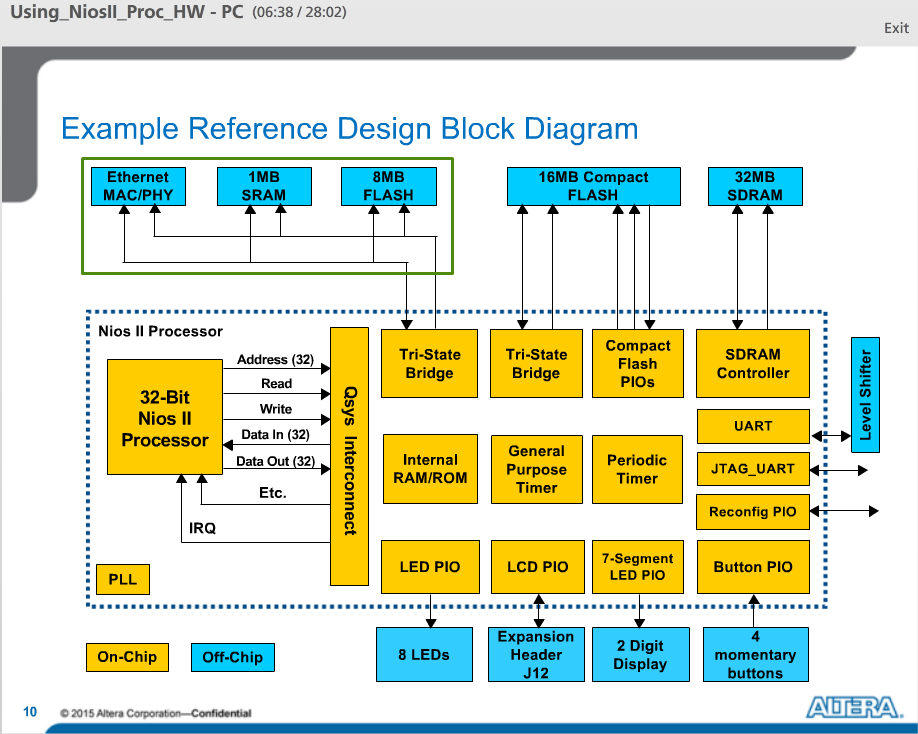 Using_NiosII_Proc_HW - PC (06:38 / 28:02)
Exit
Example Reference Design Block Diagram
Ethernet
MAC/PHY
1MB
SRAM
8MB
FLASH
16MB Compact
FLASH
32MB
SDRAM
Nios II Processor
32-Bit
Nios II
Processor
Address (32)
Read
Write
Data In (32)
Data Out (32)
Etc.
IRQ
Qsys Interconnect
Tri-State
Bridge
Tri-State
Bridge
Compact
Flash
PIOs
SDRAM
Controller
Level Shifter
UART
Internal
RAM/ROM
General
Purpose
Timer
Periodic
Timer
JTAG_UART
Reconfig PIO
PLL
LED PIO
LCD PIO
7-Segment
LED PIO
Button PIO
On-Chip
Off-Chip
8 LEDs
Expansion
Header
J12
2 Digit
Display
4
momentary
buttons
10
© 2015 Altera Corporation—Confidential
ALTERA